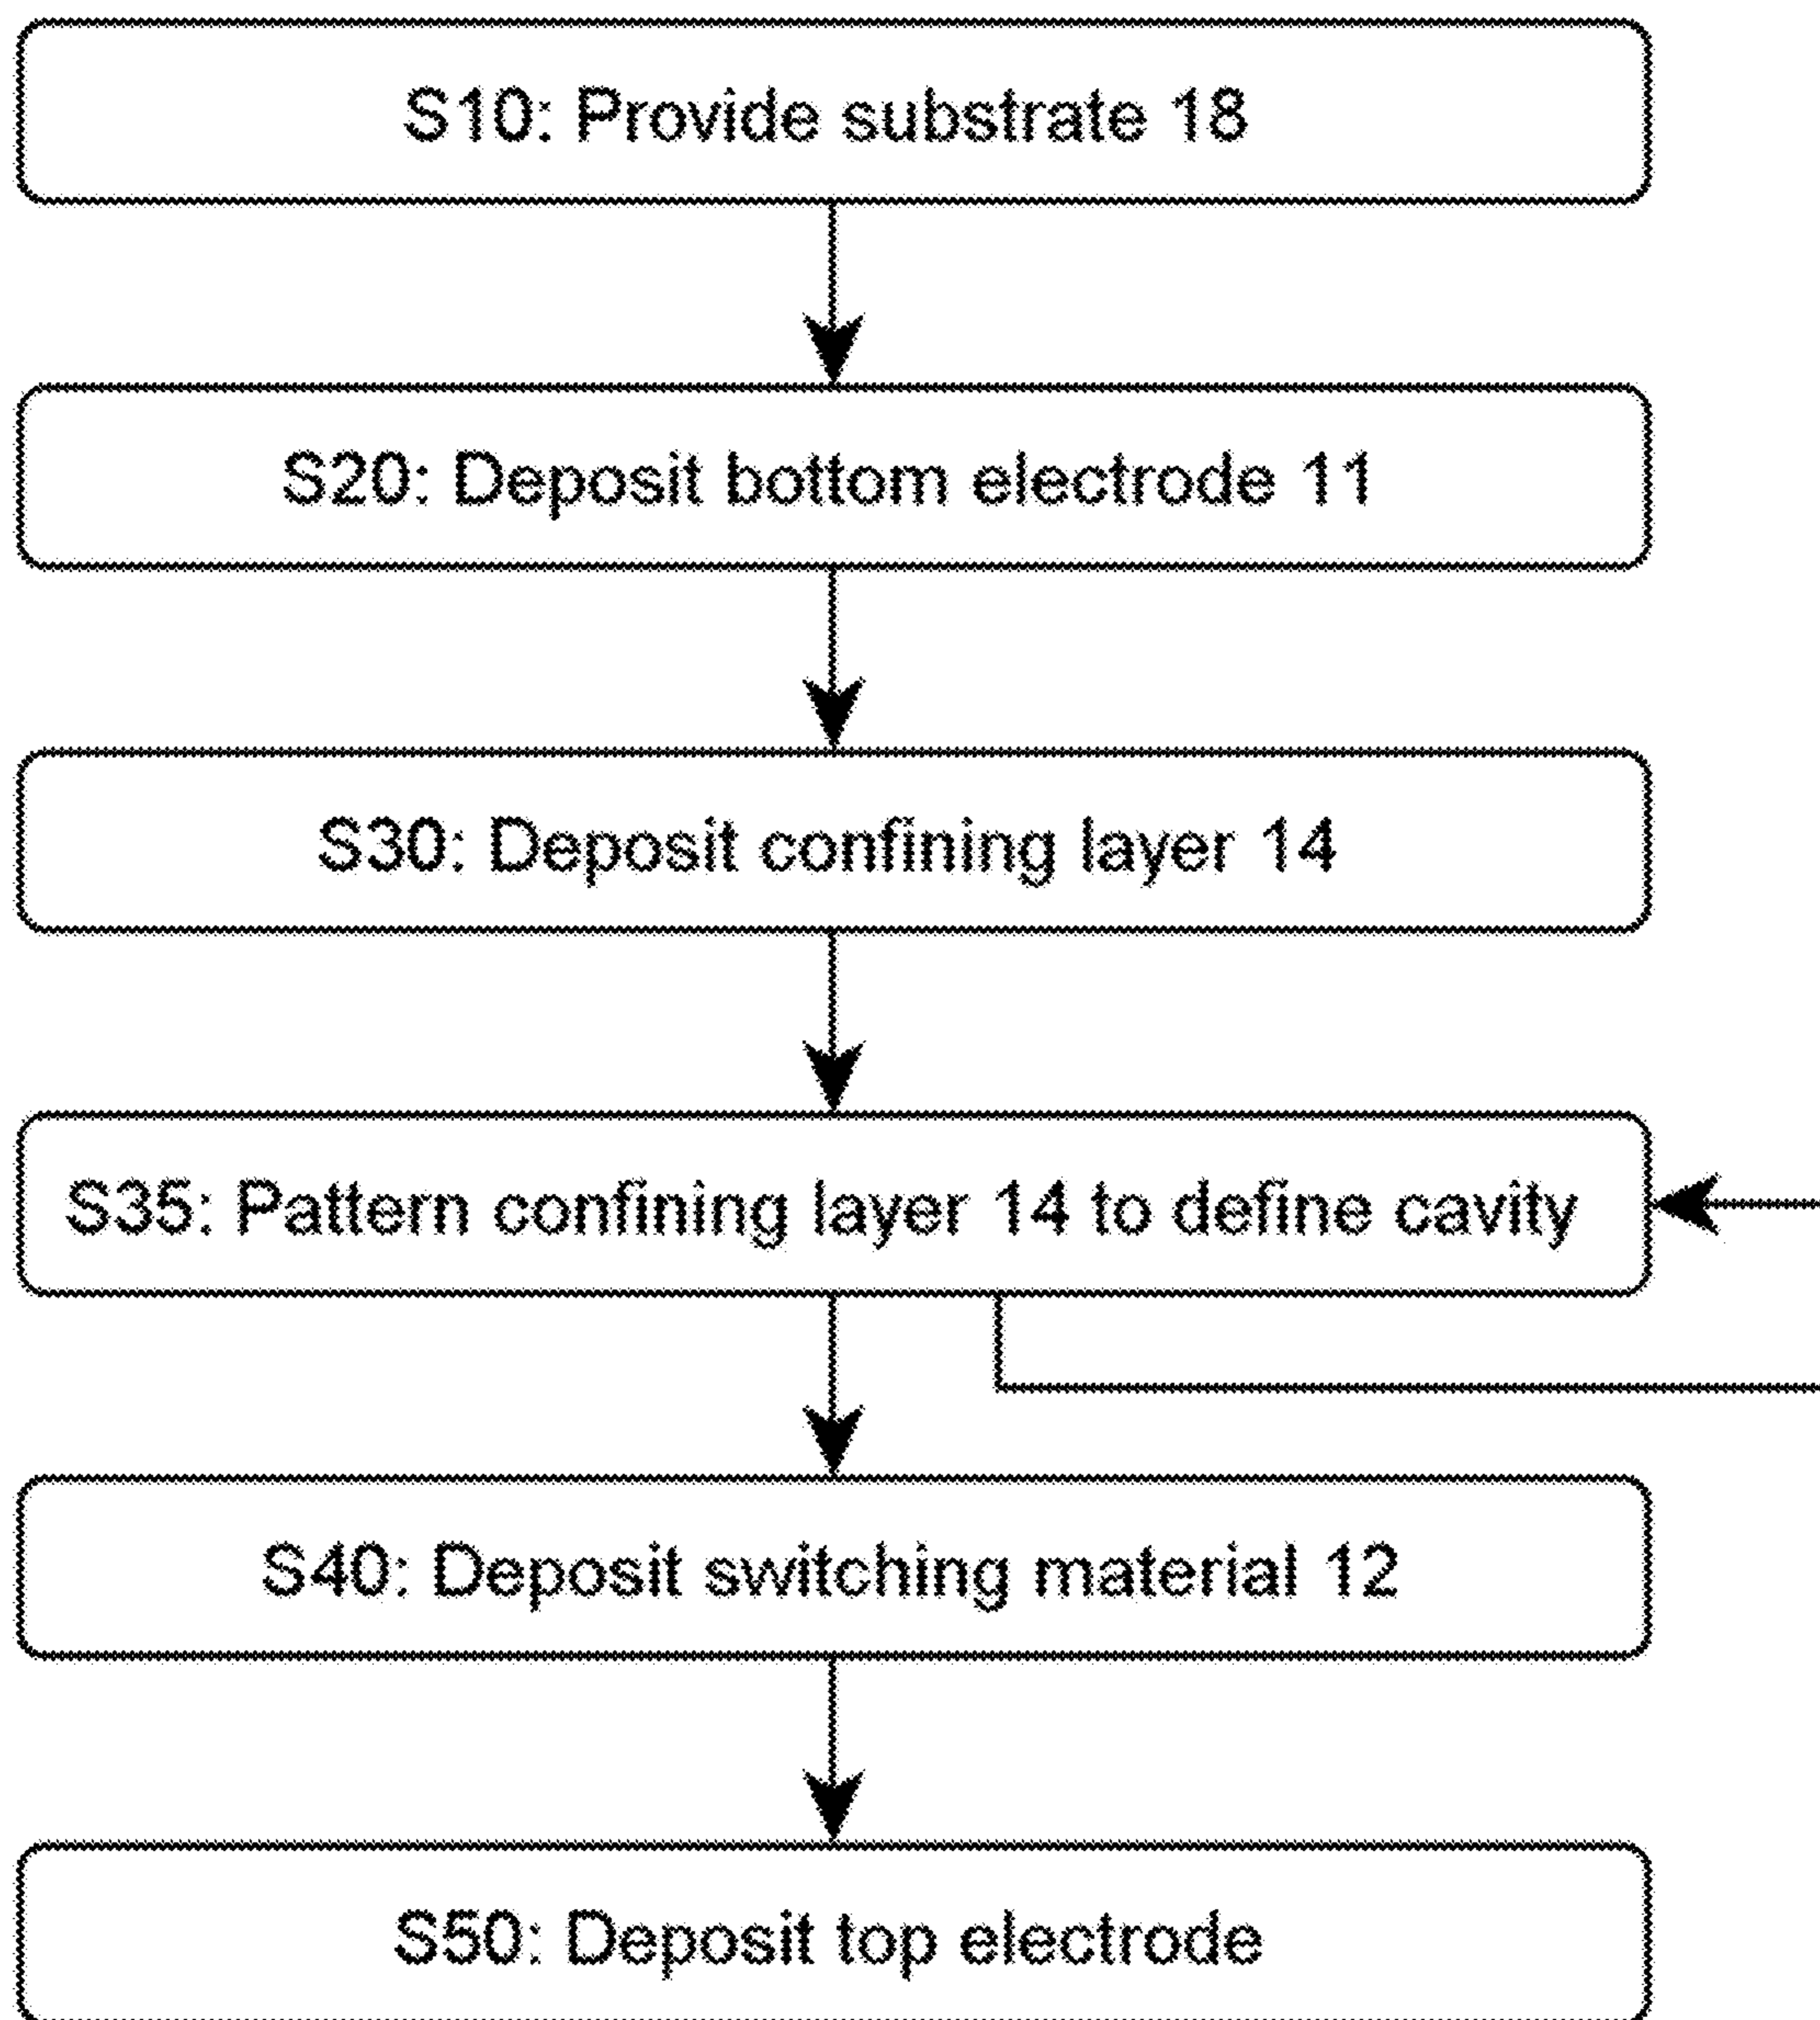 S10: Provide substrate 18
S20: Deposit bottom electrode 11
S30: Deposit confining layer 14
S35: Pattern confining layer 14 to define cavity
S40: Deposit switching material 12
S50: Deposit top electrode